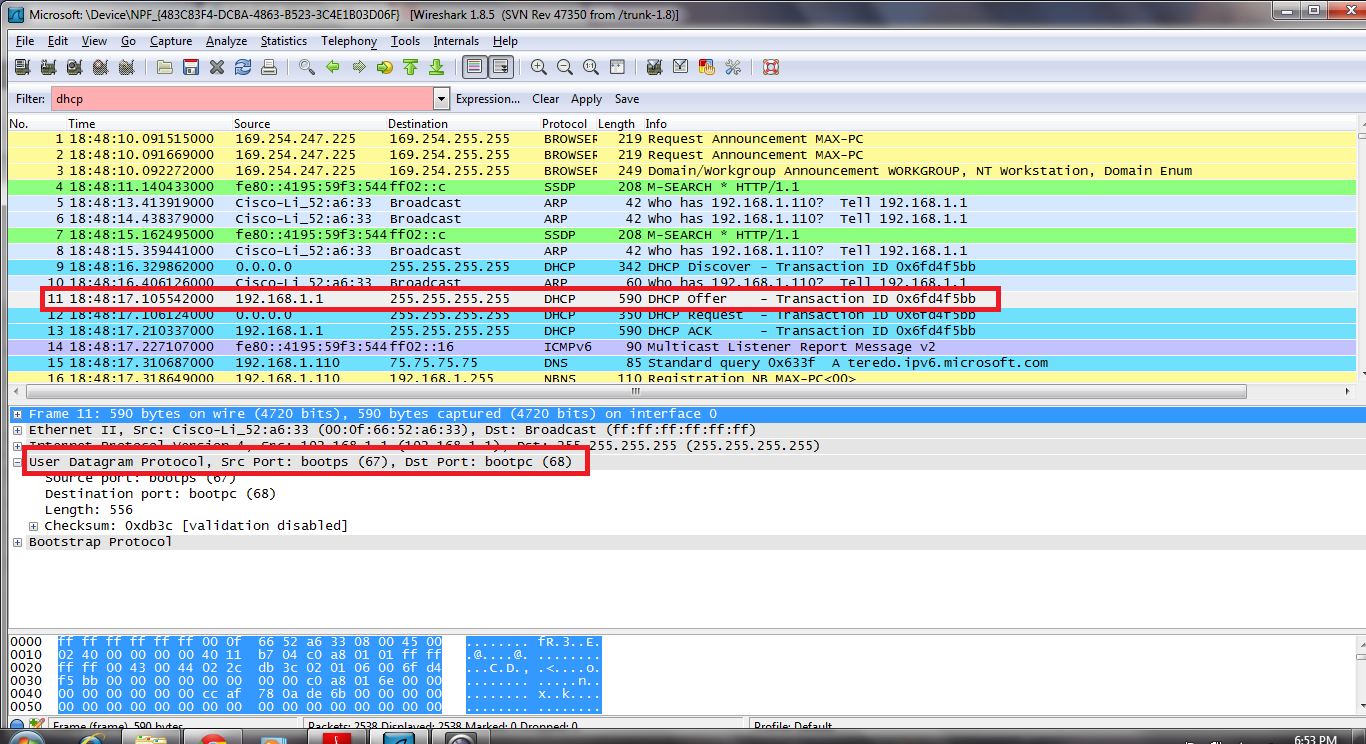 Microsoft: \Device\NPF_{483C83F4-DCBA-4863-B523-3C4E1B03D06F} [Wireshark 1.8.5 (SVN Rev 47350 from /trunk-1.8)]
File Edit View Go Capture Analyze Statistics Telephony Tools Internals Help
Filter: dhcp Expression... Clear Apply Save
No. Time Source Destination Protocol Length Info
1 18:48:10.091515000 169.254.247.225 169.254.255.255 BROWSER 219 Request Announcement MAX-PC
2 18:48:10.091669000 169.254.247.225 169.254.255.255 BROWSER 219 Request Announcement MAX-PC
3 18:48:10.092272000 169.254.247.225 169.254.255.255 BROWSER 249 Domain/Workgroup Announcement WORKGROUP, NT Workstation, Domain Enum
4 18:48:11.140433000 fe80::4195:59f3:544 ff02::c SSDP 208 M-SEARCH * HTTP/1.1
5 18:48:13.413919000 Cisco-Li_52:a6:33 Broadcast ARP 42 Who has 192.168.1.110? Tell 192.168.1.1
6 18:48:14.438379000 Cisco-Li_52:a6:33 Broadcast ARP 42 Who has 192.168.1.110? Tell 192.168.1.1
7 18:48:15.162495000 fe80::4195:59f3:544 ff02::c SSDP 208 M-SEARCH * HTTP/1.1
8 18:48:15.359441000 Cisco-Li_52:a6:33 Broadcast ARP 42 Who has 192.168.1.110? Tell 192.168.1.1
9 18:48:16.329862000 0.0.0.0 255.255.255.255 DHCP 342 DHCP Discover - Transaction ID 0x6fd4f5bb
10 18:48:16.406126000 Cisco-Li_52:a6:33 Broadcast ARP 60 Who has 192.168.1.110? Tell 192.168.1.1
11 18:48:17.105542000 192.168.1.1 255.255.255.255 DHCP 590 DHCP Offer - Transaction ID 0x6fd4f5bb
12 18:48:17.106124000 0.0.0.0 255.255.255.255 DHCP 350 DHCP Request - Transaction ID 0x6fd4f5bb
13 18:48:17.210337000 192.168.1.1 255.255.255.255 DHCP 590 DHCP ACK - Transaction ID 0x6fd4f5bb
14 18:48:17.227107000 fe80::4195:59f3:544 ff02::16 ICMPv6 90 Multicast Listener Report Message v2
15 18:48:17.310687000 192.168.1.110 75.75.75.75 DNS 85 Standard query 0x633f A teredo.ipv6.microsoft.com
16 18:48:17.318649000 192.168.1.110 192.168.1.255 NBNS 110 Registration NB MAX-PC<00>
Frame 11: 590 bytes on wire (4720 bits), 590 bytes captured (4720 bits) on interface 0
Ethernet II, Src: Cisco-Li_52:a6:33 (00:0f:66:52:a6:33), Dst: Broadcast (ff:ff:ff:ff:ff:ff)
Internet Protocol Version 4, Src: 192.168.1.1 (192.168.1.1), Dst: 255.255.255.255 (255.255.255.255)
User Datagram Protocol, Src Port: bootps (67), Dst Port: bootpc (68)
Source port: bootps (67)
Destination port: bootpc (68)
Length: 556
Checksum: 0xdb3c [validation disabled]
Bootstrap Protocol
0000 ff ff ff ff ff ff 00 0f 66 52 a6 33 08 00 45 00 ........ fR.3..E.
0010 02 40 00 00 00 00 40 11 b7 04 c0 a8 01 01 ff ff .@....@. ........
0020 ff ff 00 43 00 44 02 2c db 3c 02 01 06 00 6f d4 ...C.D., .<....o.
0030 f5 bb 00 00 00 00 00 00 00 00 c0 a8 01 6e 00 00 ........ .....n..
0040 00 00 00 00 00 00 cc af 78 0a de 6b 00 00 00 00 ........ x..k....
0050 00 00 00 00 00 00 00 00 00 00 00 00 00 00 00 00 ........ ........
Frame (frame), 590 bytes Packets: 2538 Displayed: 2538 Marked: 0 Dropped: 0 Profile: Default
6:53 PM